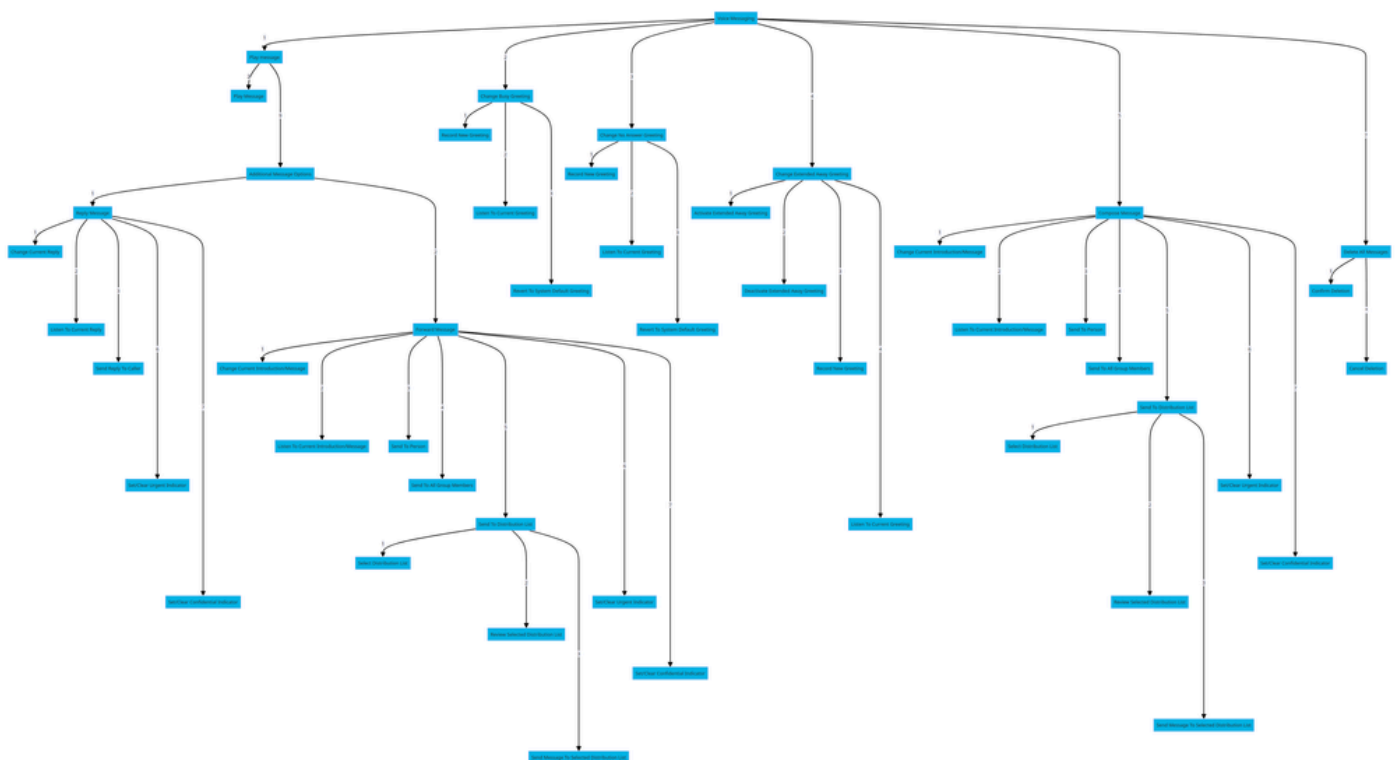 Voice Messaging
Play Message
Play Message
Change Busy Greeting
Record New Greeting
Change No Answer Greeting
Additional Message Options
Record New Greeting
Change Extended Away Greeting
Reply Message
Listen To Current Greeting
Activate Extended Away Greeting
Compose Message
Change Current Reply
Listen To Current Greeting
Change Current Introduction/Message
Delete All Messages
Revert To System Default Greeting
Deactivate Extended Away Greeting
Confirm Deletion
Listen To Current Reply
Forward Message
Revert To System Default Greeting
Listen To Current Introduction/Message
Send To Person
Send Reply To Caller
Change Current Introduction/Message
Record New Greeting
Send To All Group Members
Cancel Deletion
Send To Distribution List
Listen To Current Introduction/Message
Send To Person
Select Distribution List
Set/Clear Urgent Indicator
Send To All Group Members
Set/Clear Urgent Indicator
Send To Distribution List
Listen To Current Greeting
Select Distribution List
Set/Clear Confidential Indicator
Set/Clear Confidential Indicator
Set/Clear Urgent Indicator
Review Selected Distribution List
Review Selected Distribution List
Set/Clear Confidential Indicator
Send Message To Selected Distribution List
Send Message To Selected Distribution List